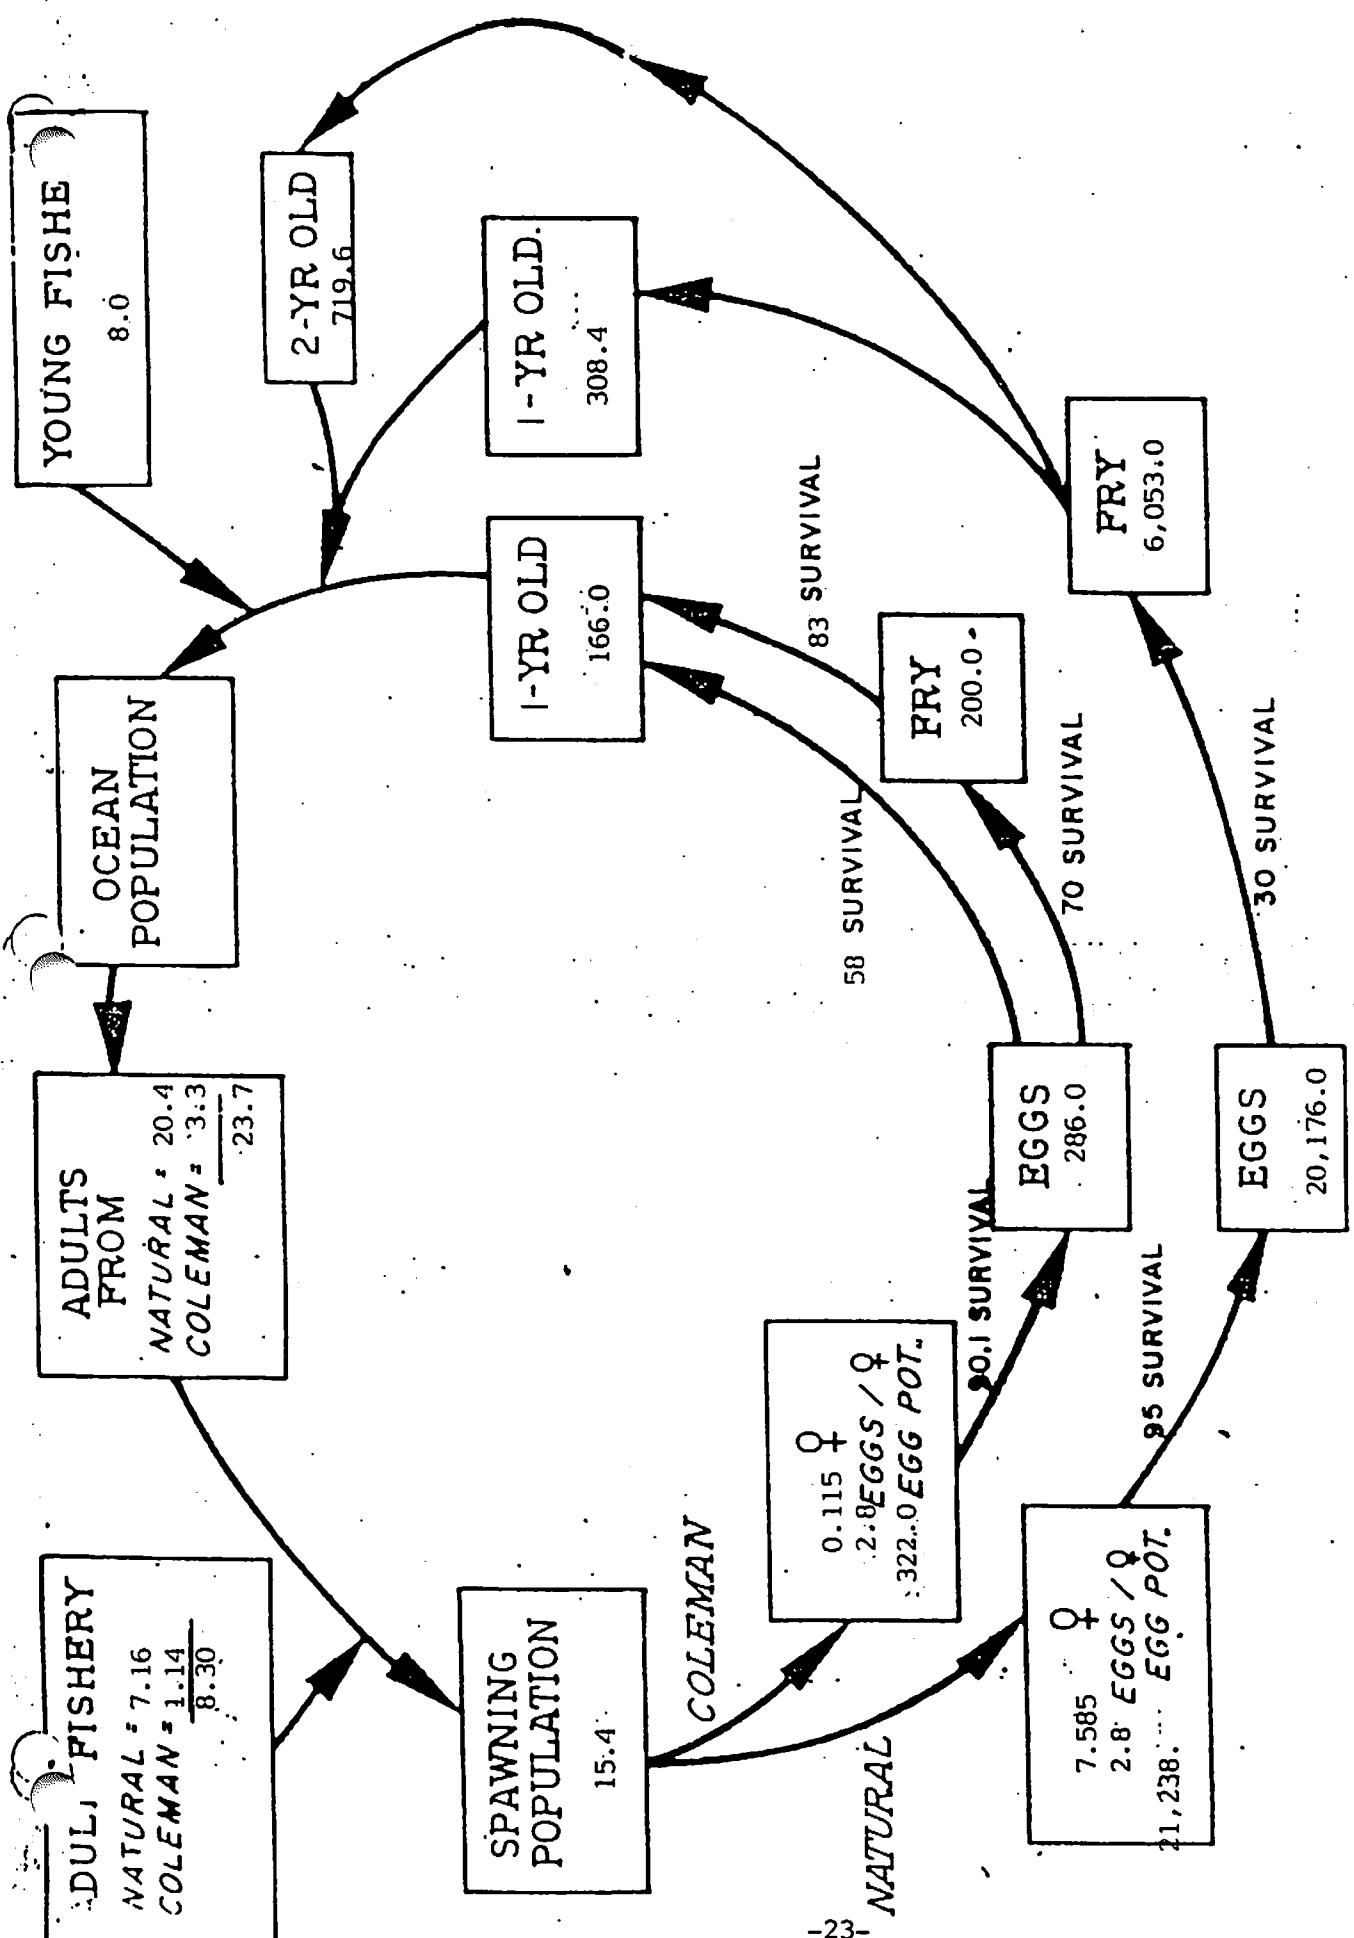 ADULT FISHERY
NATURAL = 7.16
COLEMAN = 1.14
8.30
ADULTS
FROM
NATURAL = 20.4
COLEMAN = 3.3
23.7
OCEAN
POPULATION
YOUNG FISHE
8.0
2-YR OLD
719.6
1-YR OLD.
308.4
1-YR OLD
166.0
SPAWNING
POPULATION
15.4
COLEMAN
NATURAL
0.115 ♀
2.8 EGGS / ♀
322.0 EGG POT.
90.1 SURVIVAL
EGGS
286.0
58 SURVIVAL
70 SURVIVAL
FRY
200.0
83 SURVIVAL
7.585 ♀
2.8 EGGS / ♀
21,238. EGG POT.
95 SURVIVAL
EGGS
20,176.0
30 SURVIVAL
FRY
6,053.0
-23-